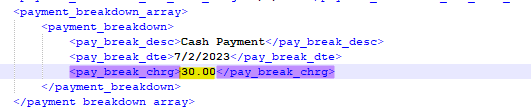 <payment_breakdown_array>
<payment_breakdown>
<pay_break_desc>Cash Payment</pay_break_desc>
<pay_break_dte>7/2/2023</pay_break_dte>
<pay_break_chrg>30.00</pay_break_chrg>
</payment_breakdown>
</payment_breakdown_array>